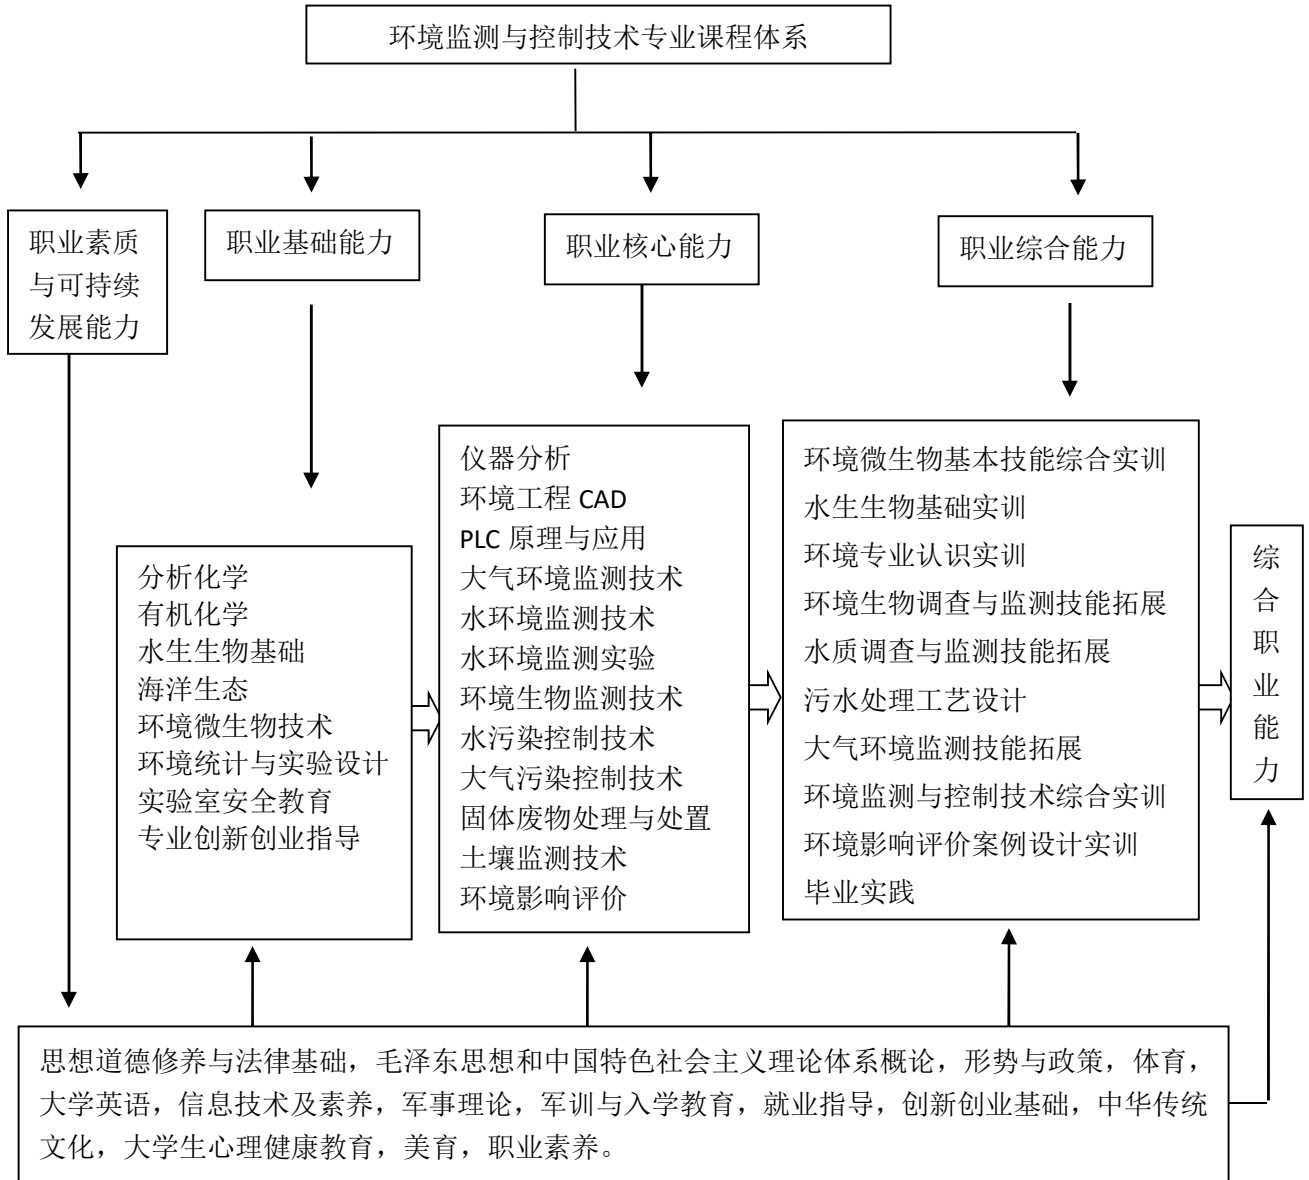 环境监测与控制技术专业课程体系
职业素质
与可持续
发展能力
职业基础能力
职业核心能力
职业综合能力
分析化学
有机化学
水生生物基础
海洋生态
环境微生物技术
环境统计与实验设计
实验室安全教育
专业创新创业指导
仪器分析
环境工程 CAD
PLC 原理与应用
大气环境监测技术
水环境监测技术
水环境监测实验
环境生物监测技术
水污染控制技术
大气污染控制技术
固体废物处理与处置
土壤监测技术
环境影响评价
环境微生物基本技能综合实训
水生生物基础实训
环境专业认识实训
环境生物调查与监测技能拓展
水质调查与监测技能拓展
污水处理工艺设计
大气环境监测技能拓展
环境监测与控制技术综合实训
环境影响评价案例设计实训
毕业实践
综
合
职
业
能
力
思想道德修养与法律基础，毛泽东思想和中国特色社会主义理论体系概论，形势与政策，体育，
大学英语，信息技术及素养，军事理论，军训与入学教育，就业指导，创新创业基础，中华传统
文化，大学生心理健康教育，美育，职业素养。